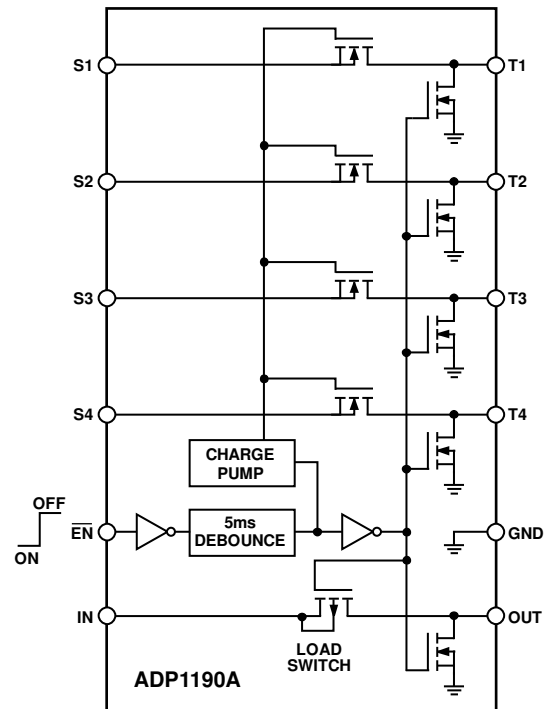 S1
T1
S2
T2
S3
T3
S4
T4
CHARGE
PUMP
OFF
ON
EN
5ms
DEBOUNCE
GND
IN
OUT
LOAD
SWITCH
ADP1190A